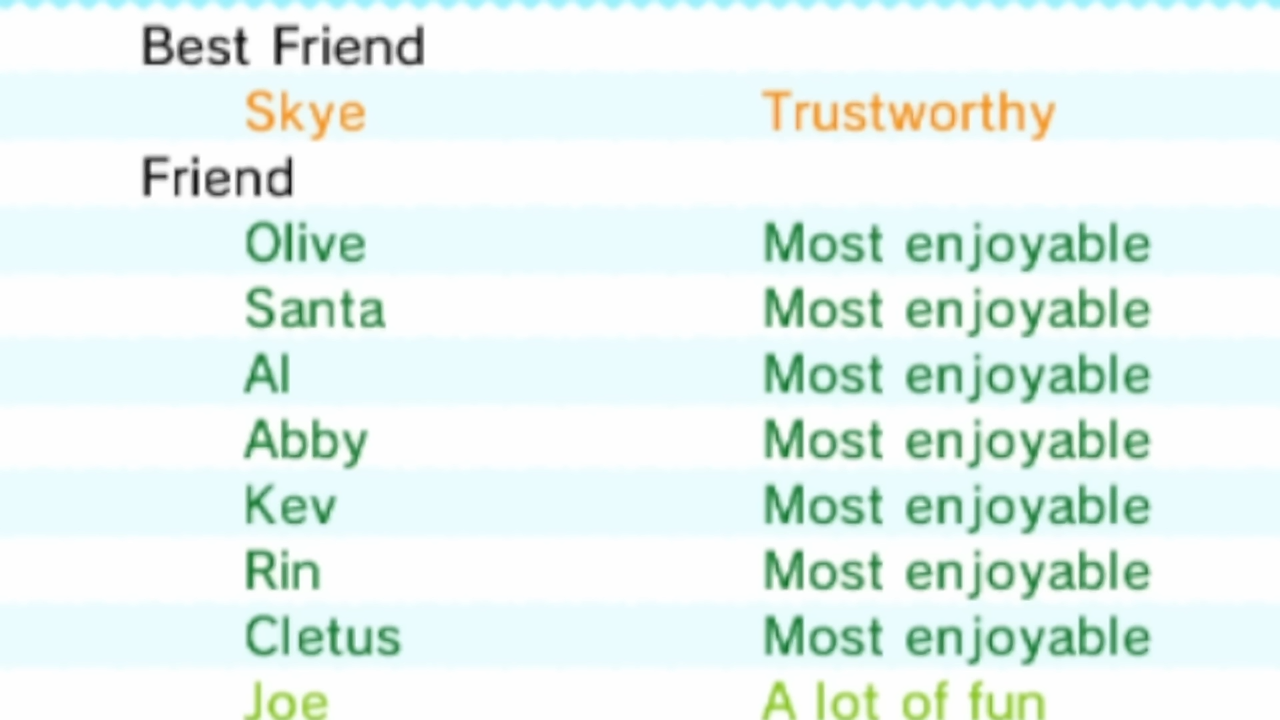 Best Friend
Skye Trustworthy
Friend
Olive Most enjoyable
Santa Most enjoyable
Al Most enjoyable
Abby Most enjoyable
Kev Most enjoyable
Rin Most enjoyable
Cletus Most enjoyable
Joe A lot of fun